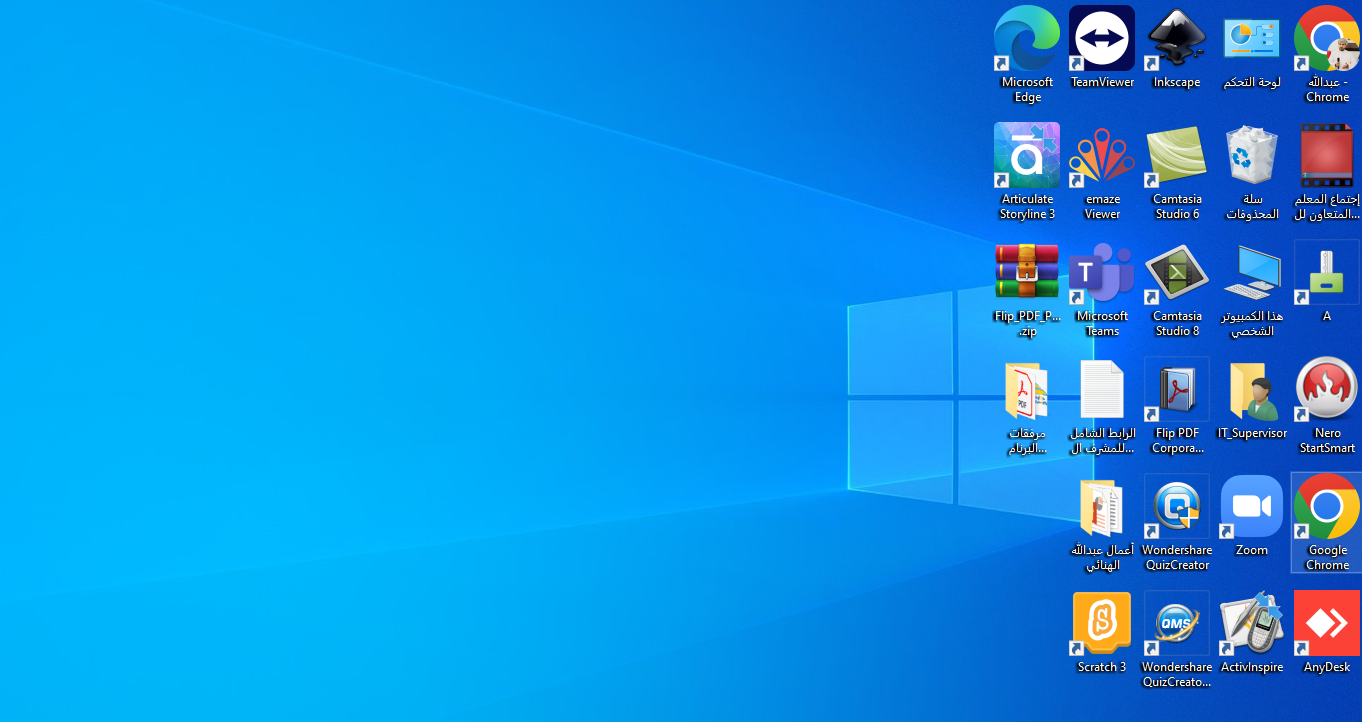 Microsoft
Edge
TeamViewer
Inkscape
لوحة التحكم
عبدالله -
Chrome
Articulate
Storyline 3
emaze
Viewer
Camtasia
Studio 6
سلة
المحذوفات
إجتماع المعلم
المتعاون لل...
Flip_PDF_P...
.zip
T
Microsoft
Teams
Camtasia
Studio 8
هذا الكمبيوتر
الشخصي
A
PDF
مرفقات
البرنام...
الرابط الشامل
للمشرف ال...
Flip PDF
Corpora...
IT_Supervisor
Nero
StartSmart
أعمال عبدالله
الهنائي
Wondershare
QuizCreator
Zoom
Google
Chrome
S
Scratch 3
QMS
Wondershare
QuizCreato...
ActivInspire
AnyDesk